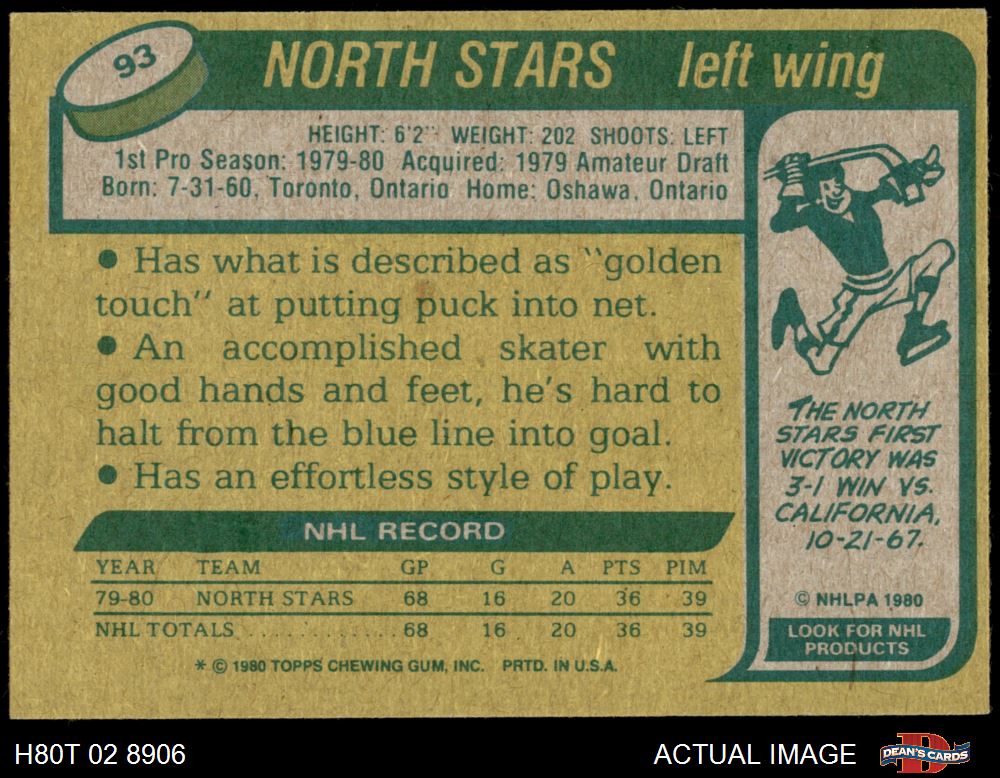 93
NORTH STARS left wing
HEIGHT: 6'2" WEIGHT: 202 SHOOTS: LEFT
1st Pro Season: 1979-80 Acquired: 1979 Amateur Draft
Born: 7-31-60, Toronto, Ontario Home: Oshawa, Ontario
● Has what is described as "golden
touch" at putting puck into net.
● An accomplished skater with
good hands and feet, he's hard to
halt from the blue line into goal.
● Has an effortless style of play.
NHL RECORD
YEAR TEAM GP G A PTS PIM
79-80 NORTH STARS 68 16 20 36 39
NHL TOTALS .............. 68 16 20 36 39
* © 1980 TOPPS CHEWING GUM, INC. PRTD. IN U.S.A.
THE NORTH
STARS FIRST
VICTORY WAS
3-1 WIN VS.
CALIFORNIA,
10-21-67.
© NHLPA 1980
LOOK FOR NHL
PRODUCTS
H80T 02 8906
ACTUAL IMAGE
D
DEAN'S CARDS